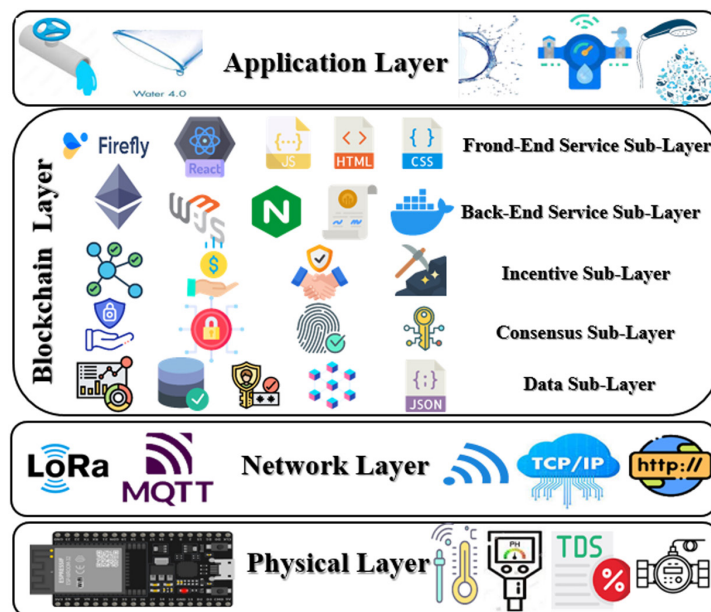 Application Layer
Water 4.0
Blockchain Layer
Firefly
React
JS
HTML
CSS
Frond-End Service Sub-Layer
W3JS
N
Back-End Service Sub-Layer
$
Incentive Sub-Layer
Consensus Sub-Layer
JSON
Data Sub-Layer
LoRa
MQTT
Network Layer
TCP/IP
http://
Physical Layer
°C
PH
TDS
%